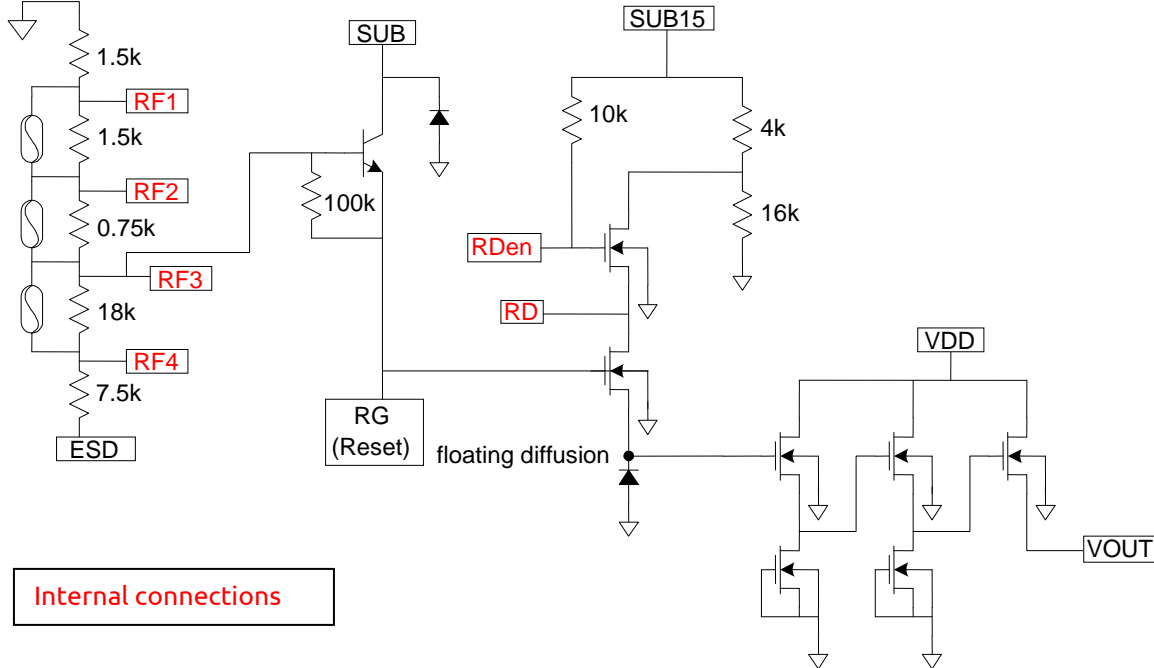 SUB
SUB15
1.5k
RF1
10k
4k
1.5k
RF2
100k
16k
0.75k
RDen
RF3
18k
RD
VDD
RF4
7.5k
RG
(Reset)
ESD
floating diffusion
VOUT
Internal connections